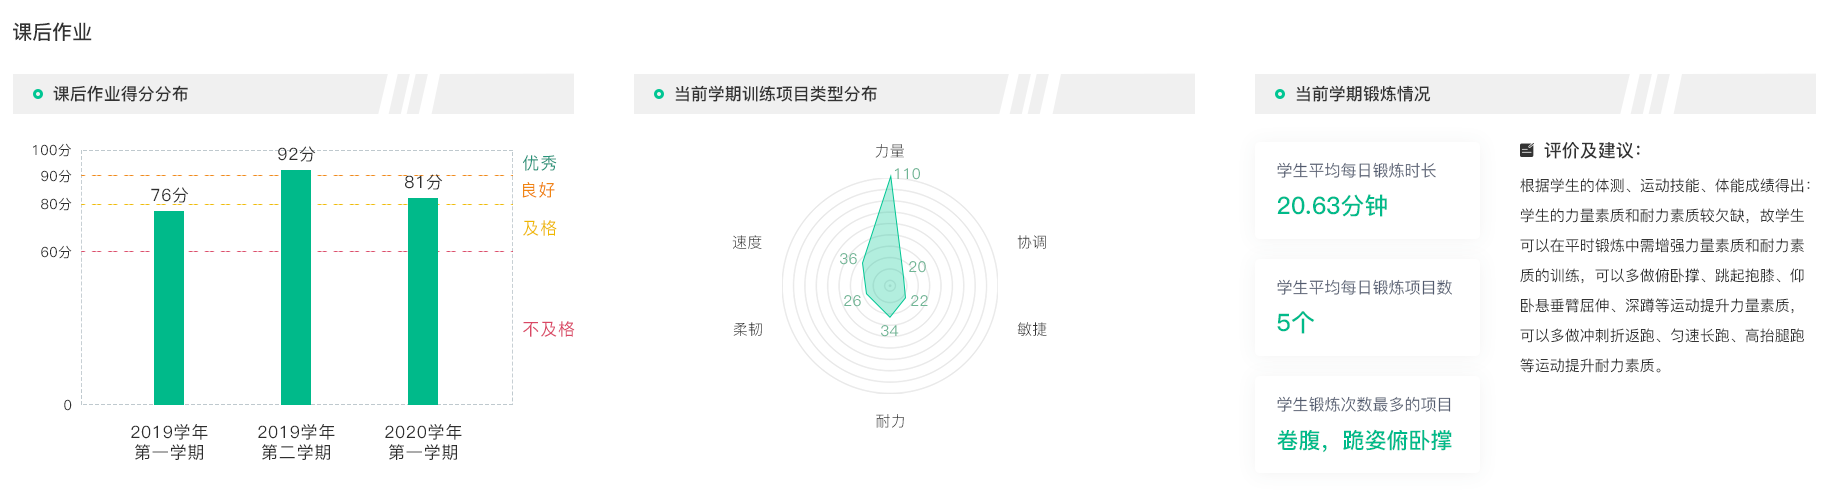 课后作业
课后作业得分分布
100分
90分
80分
60分
0
76分
92分
81分
优秀
良好
及格
不及格
2019学年
第一学期
2019学年
第二学期
2020学年
第一学期
当前学期训练项目类型分布
力量
110
速度
协调
36
20
26
22
34
柔韧
敏捷
耐力
当前学期锻炼情况
学生平均每日锻炼时长
20.63分钟
学生平均每日锻炼项目数
5个
学生锻炼次数最多的项目
卷腹，跪姿俯卧撑
评价及建议：
根据学生的体测、运动技能、体能成绩得出：
学生的力量素质和耐力素质较欠缺，故学生
可以在平时锻炼中需增强力量素质和耐力素
质的训练，可以多做俯卧撑、跳起抱膝、仰
卧悬垂臂屈伸、深蹲等运动提升力量素质，
可以多做冲刺折返跑、匀速长跑、高抬腿跑
等运动提升耐力素质。